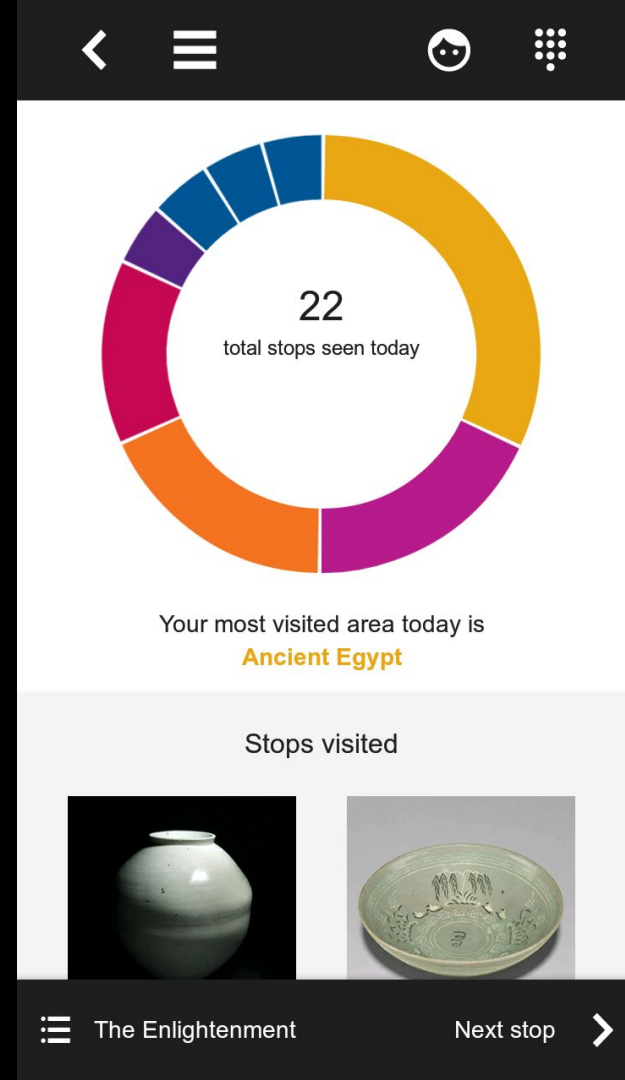 22
total stops seen today
Your most visited area today is
Ancient Egypt
Stops visited
The Enlightenment
Next stop